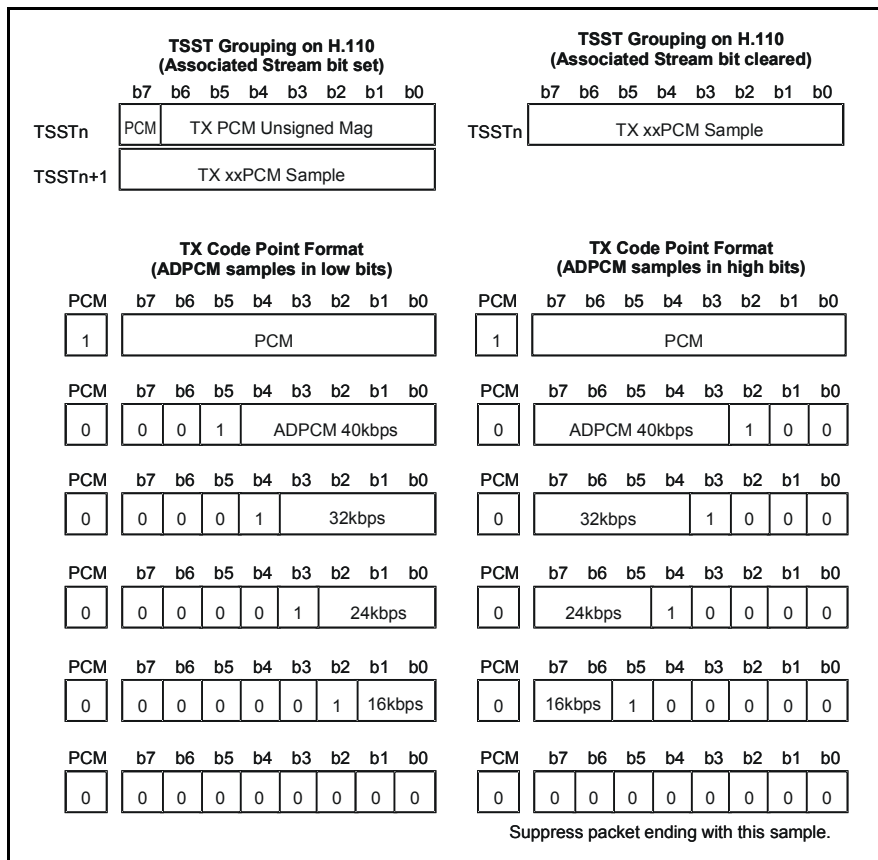 TSST Grouping on H.110
(Associated Stream bit set)
b7 b6 b5 b4 b3 b2 b1 b0
TSSTn PCM TX PCM Unsigned Mag
TSSTn+1 TX xxPCM Sample
TSST Grouping on H.110
(Associated Stream bit cleared)
b7 b6 b5 b4 b3 b2 b1 b0
TSSTn TX xxPCM Sample
TX Code Point Format
(ADPCM samples in low bits)
PCM b7 b6 b5 b4 b3 b2 b1 b0
1 PCM
PCM b7 b6 b5 b4 b3 b2 b1 b0
0 0 0 1 ADPCM 40kbps
PCM b7 b6 b5 b4 b3 b2 b1 b0
0 0 0 0 1 32kbps
PCM b7 b6 b5 b4 b3 b2 b1 b0
0 0 0 0 0 1 24kbps
PCM b7 b6 b5 b4 b3 b2 b1 b0
0 0 0 0 0 0 1 16kbps
PCM b7 b6 b5 b4 b3 b2 b1 b0
0 0 0 0 0 0 0 0 0
TX Code Point Format
(ADPCM samples in high bits)
PCM b7 b6 b5 b4 b3 b2 b1 b0
1 PCM
PCM b7 b6 b5 b4 b3 b2 b1 b0
0 ADPCM 40kbps 1 0 0
PCM b7 b6 b5 b4 b3 b2 b1 b0
0 32kbps 1 0 0 0
PCM b7 b6 b5 b4 b3 b2 b1 b0
0 24kbps 1 0 0 0 0
PCM b7 b6 b5 b4 b3 b2 b1 b0
0 16kbps 1 0 0 0 0 0
PCM b7 b6 b5 b4 b3 b2 b1 b0
0 0 0 0 0 0 0 0 0
Suppress packet ending with this sample.